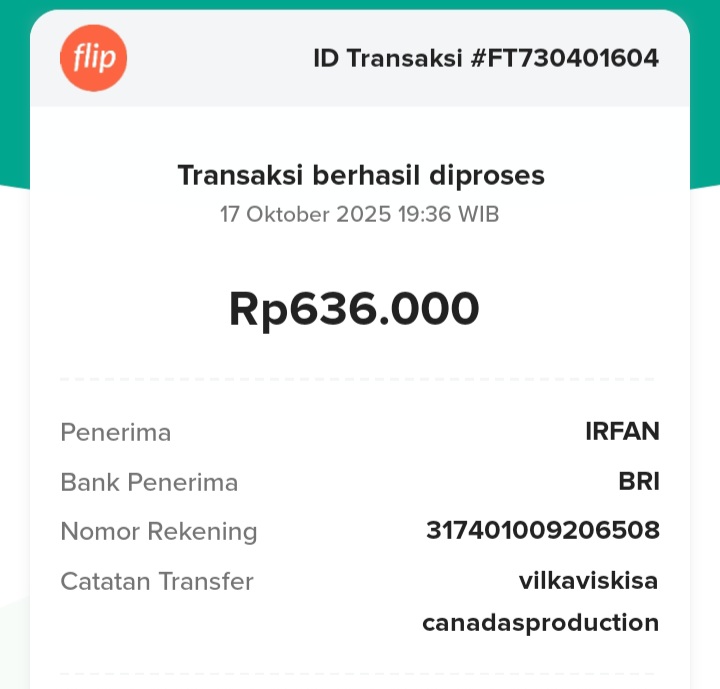 flip
ID Transaksi #FT730401604
Transaksi berhasil diproses
17 Oktober 2025 19:36 WIB
Rp636.000
Penerima IRFAN
Bank Penerima BRI
Nomor Rekening 317401009206508
Catatan Transfer vilkaviskisa
canadasproduction